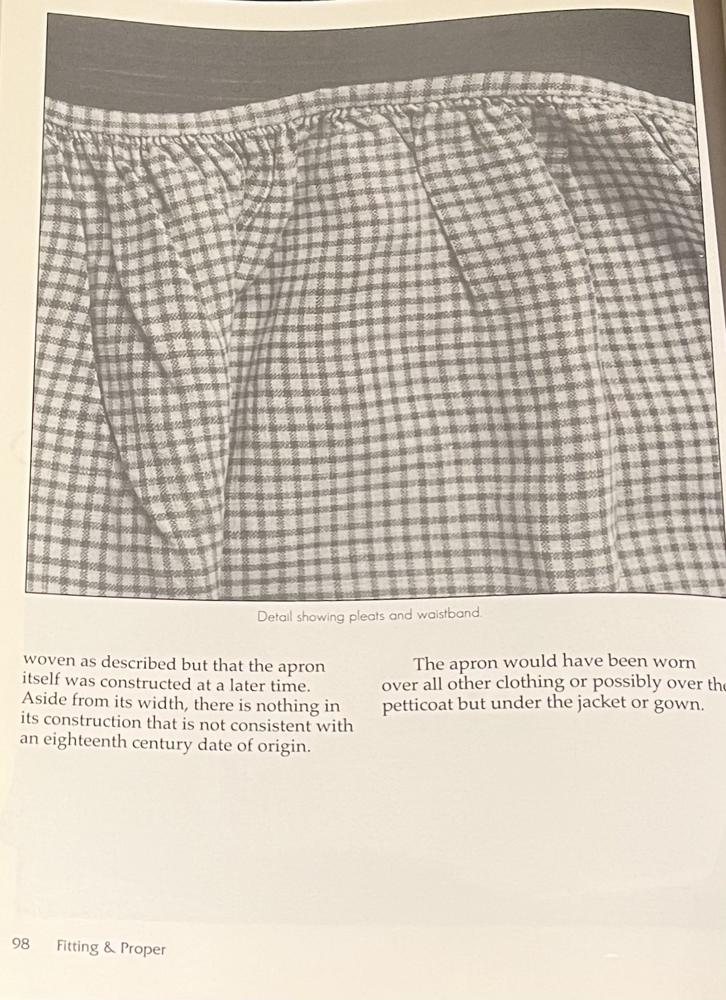 Detail showing pleats and waistband.
woven as described but that the apron
itself was constructed at a later time.
Aside from its width, there is nothing in
its construction that is not consistent with
an eighteenth century date of origin.
The apron would have been worn
over all other clothing or possibly over the
petticoat but under the jacket or gown.
98 Fitting & Proper